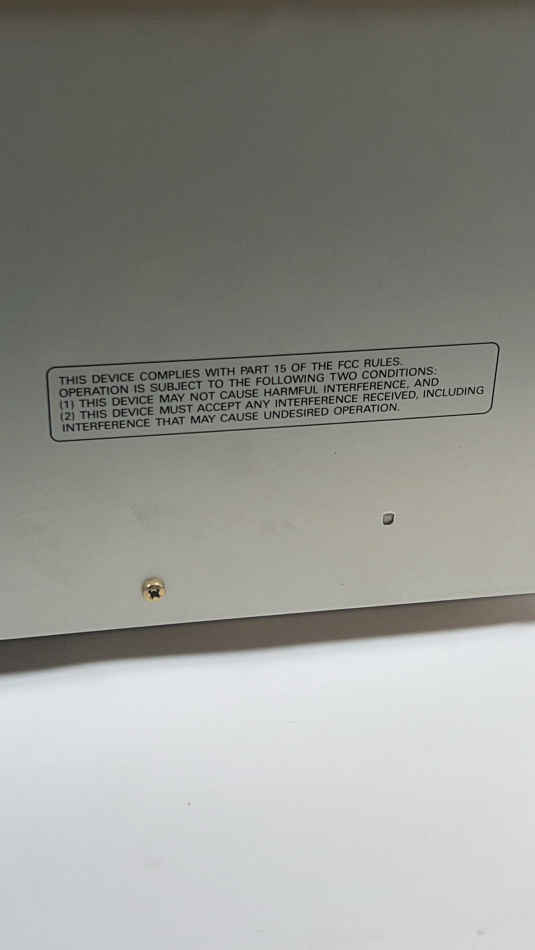 THIS DEVICE COMPLIES WITH PART 15 OF THE FCC RULES.
OPERATION IS SUBJECT TO THE FOLLOWING TWO CONDITIONS:
(1) THIS DEVICE MAY NOT CAUSE HARMFUL INTERFERENCE, AND
(2) THIS DEVICE MUST ACCEPT ANY INTERFERENCE RECEIVED, INCLUDING
INTERFERENCE THAT MAY CAUSE UNDESIRED OPERATION.